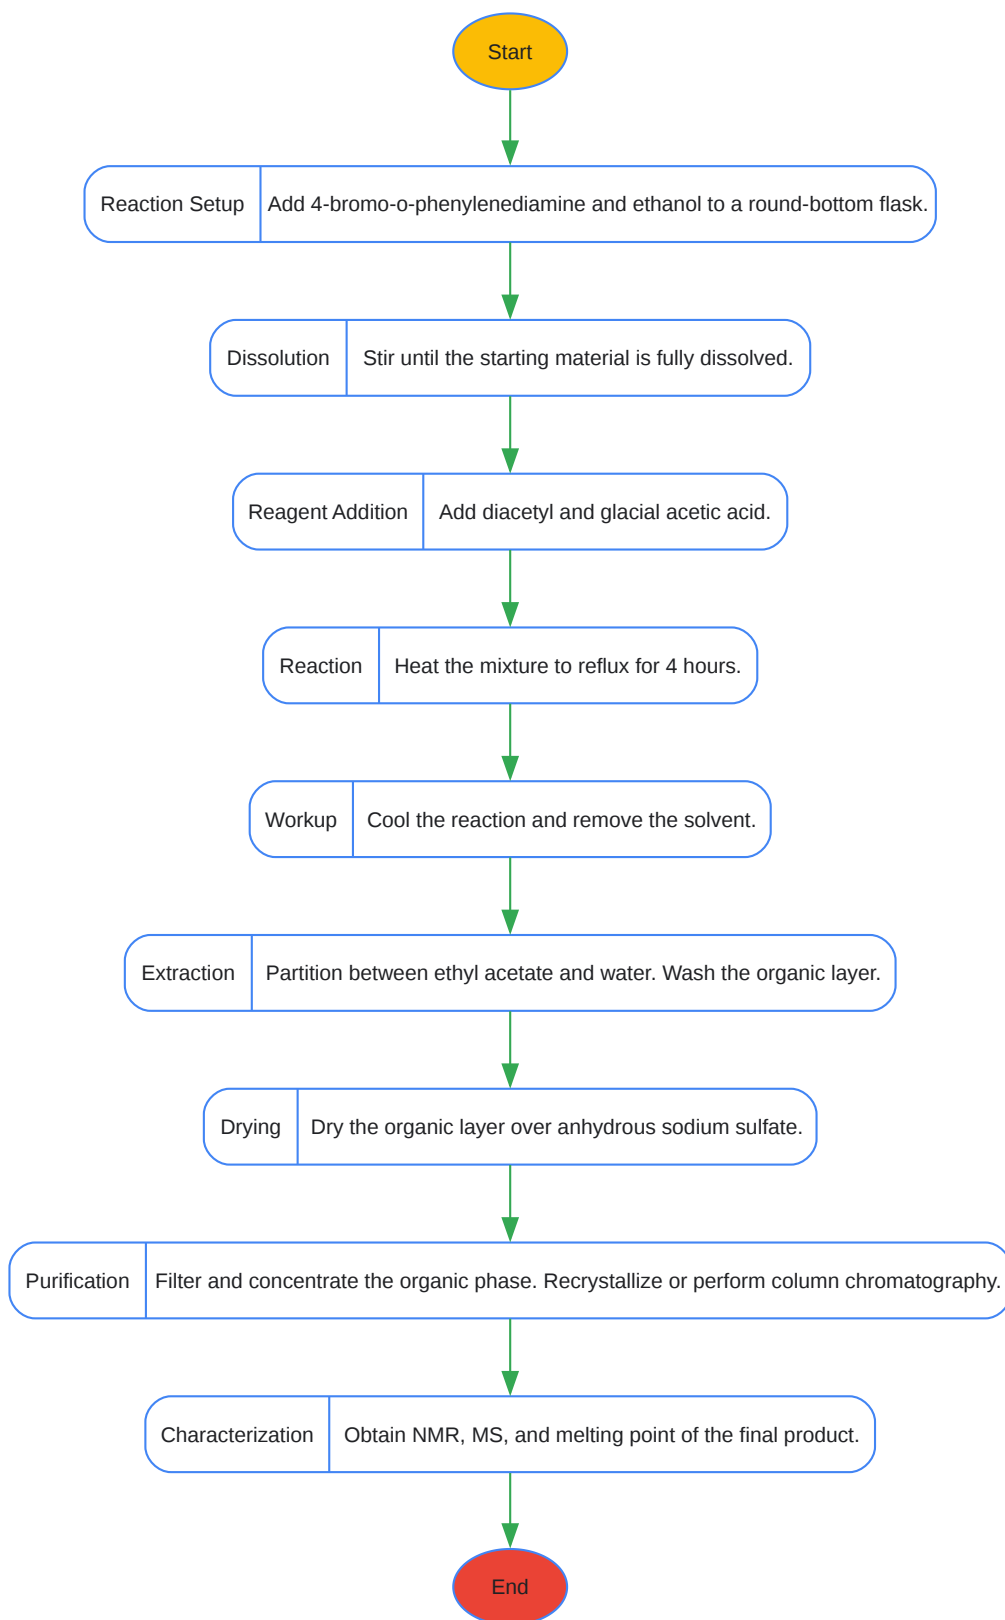 Start
Reaction Setup
Add 4-bromo-o-phenylenediamine and ethanol to a round-bottom flask.
Dissolution
Stir until the starting material is fully dissolved.
Reagent Addition
Add diacetyl and glacial acetic acid.
Reaction
Heat the mixture to reflux for 4 hours.
Workup
Cool the reaction and remove the solvent.
Extraction
Partition between ethyl acetate and water. Wash the organic layer.
Drying
Dry the organic layer over anhydrous sodium sulfate.
Purification
Filter and concentrate the organic phase. Recrystallize or perform column chromatography.
Characterization
Obtain NMR, MS, and melting point of the final product.
End